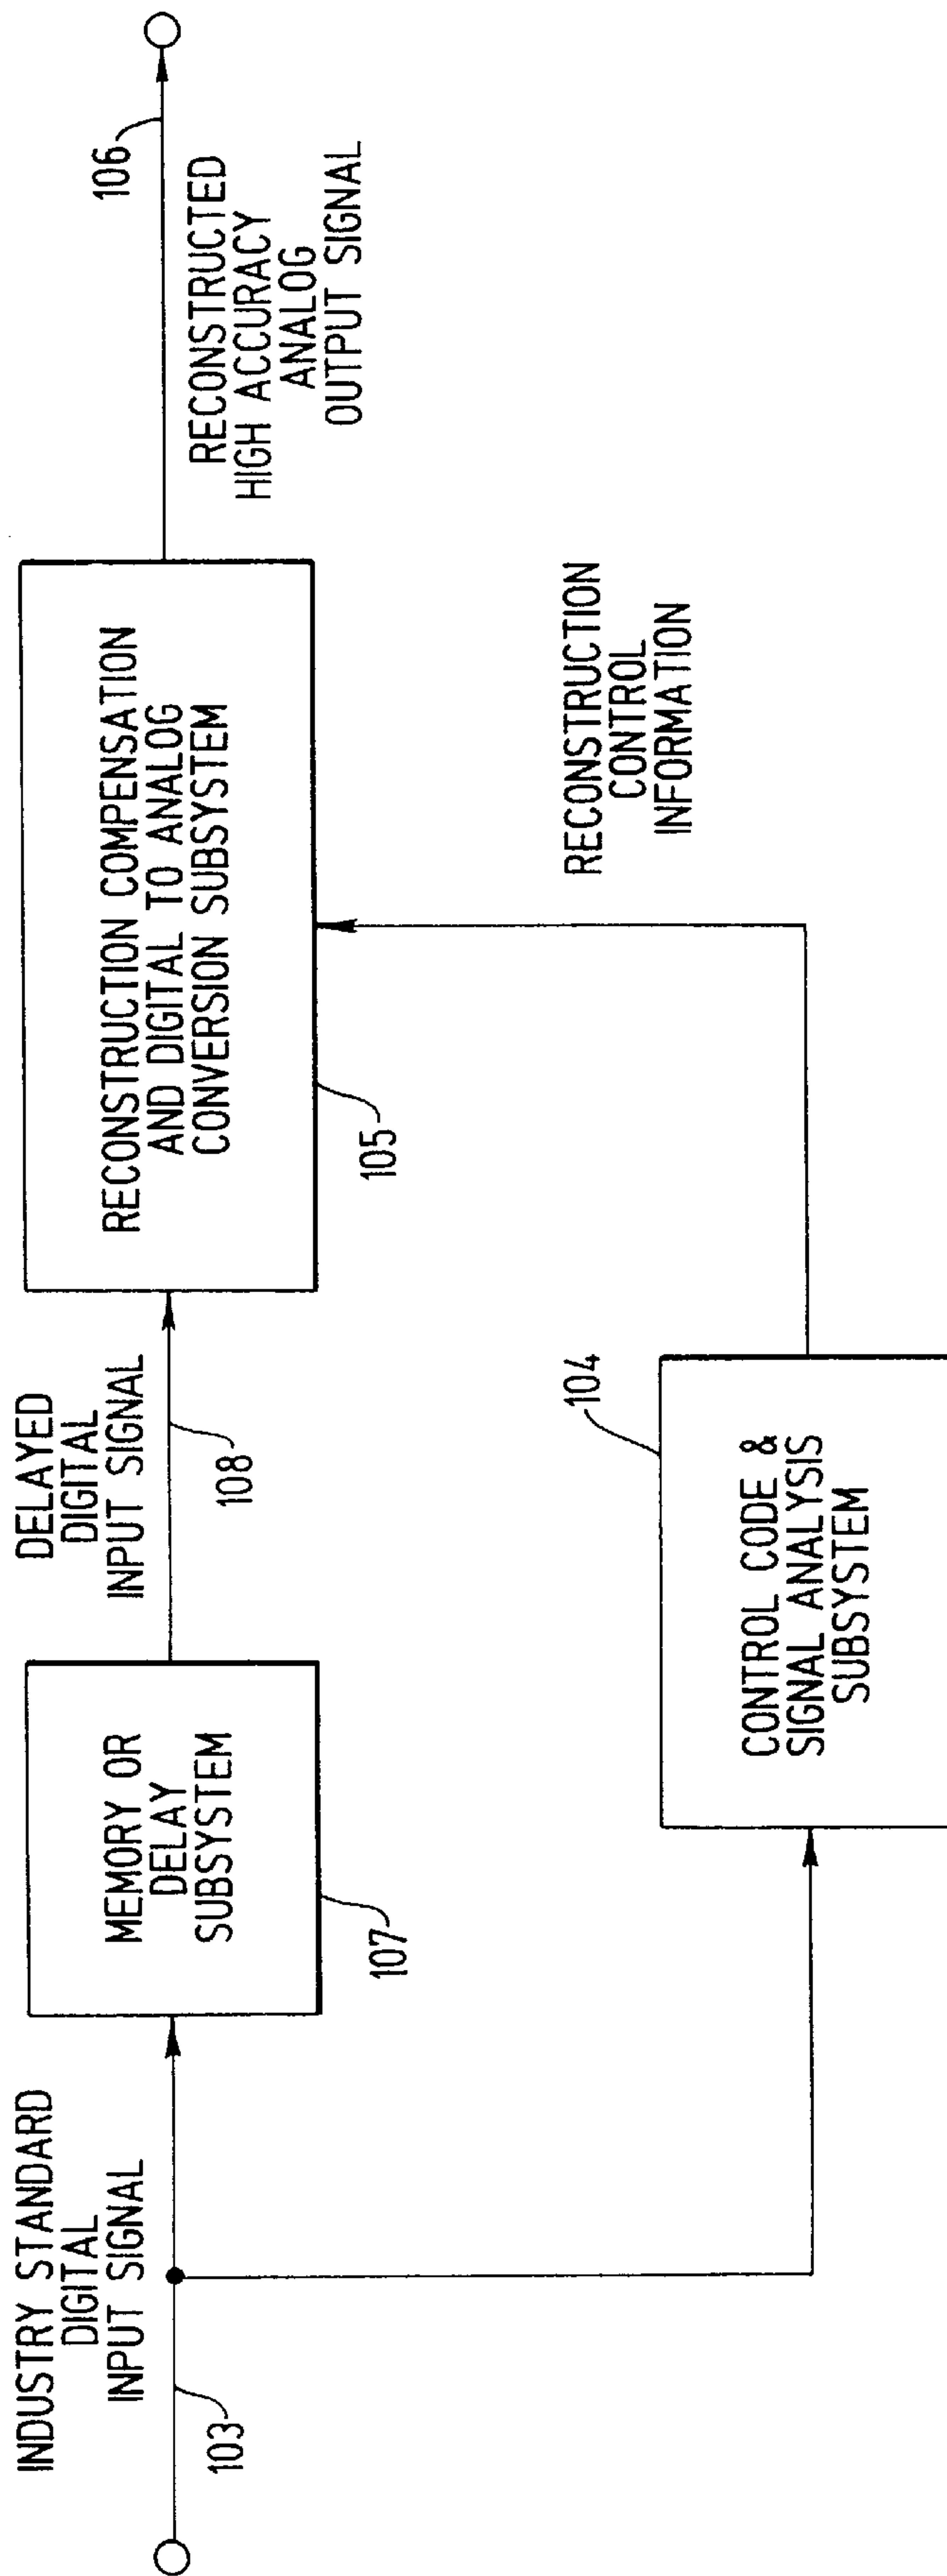 INDUSTRY STANDARD
DIGITAL
INPUT SIGNAL
103
MEMORY OR
DELAY
SUBSYSTEM
107
DELAYED
DIGITAL
INPUT SIGNAL
108
RECONSTRUCTION COMPENSATION
AND DIGITAL TO ANALOG
CONVERSION SUBSYSTEM
105
106
RECONSTRUCTED
HIGH ACCURACY
ANALOG
OUTPUT SIGNAL
CONTROL CODE &
SIGNAL ANALYSIS
SUBSYSTEM
104
RECONSTRUCTION
CONTROL
INFORMATION